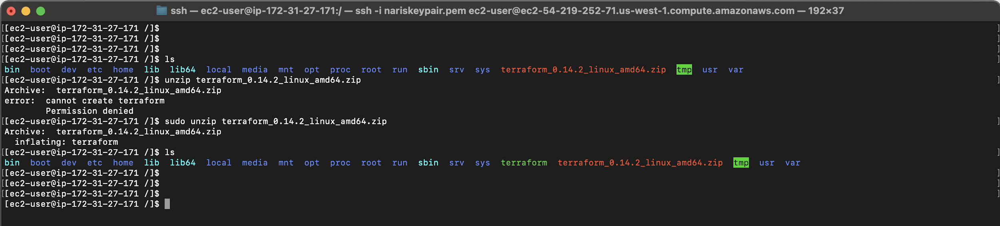 ssh — ec2-user@ip-172-31-27-171:/ — ssh -i nariskeypair.pem ec2-user@ec2-54-219-252-71.us-west-1.compute.amazonaws.com — 192×37
[[ec2-user@ip-172-31-27-171 /]$ ]
[[ec2-user@ip-172-31-27-171 /]$ ]
[[ec2-user@ip-172-31-27-171 /]$ ]
[[ec2-user@ip-172-31-27-171 /]$ ls ]
bin boot dev etc home lib lib64 local media mnt opt proc root run sbin srv sys terraform_0.14.2_linux_amd64.zip tmp usr var
[[ec2-user@ip-172-31-27-171 /]$ unzip terraform_0.14.2_linux_amd64.zip ]
Archive: terraform_0.14.2_linux_amd64.zip
error: cannot create terraform
Permission denied
[[ec2-user@ip-172-31-27-171 /]$ sudo unzip terraform_0.14.2_linux_amd64.zip ]
Archive: terraform_0.14.2_linux_amd64.zip
inflating: terraform
[[ec2-user@ip-172-31-27-171 /]$ ls ]
bin boot dev etc home lib lib64 local media mnt opt proc root run sbin srv sys terraform terraform_0.14.2_linux_amd64.zip tmp usr var
[[ec2-user@ip-172-31-27-171 /]$ ]
[[ec2-user@ip-172-31-27-171 /]$ ]
[[ec2-user@ip-172-31-27-171 /]$ ]
[ec2-user@ip-172-31-27-171 /]$